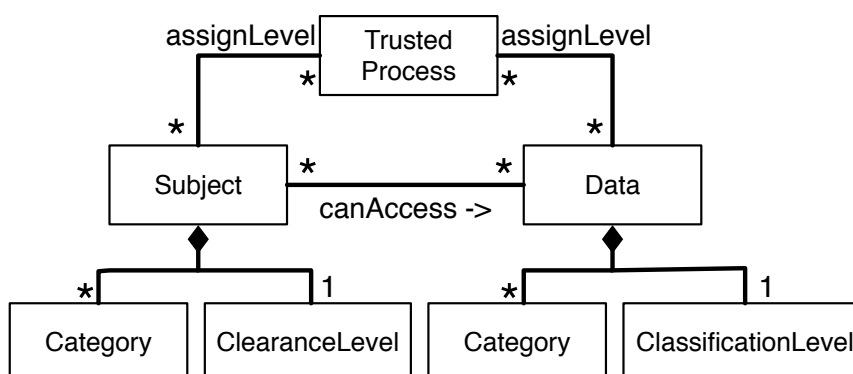 assignLevel
Trusted
Process
assignLevel
*
*
*
*
Subject
*
*
Data
canAccess ->
*
1
*
1
Category
ClearanceLevel
Category
ClassificationLevel